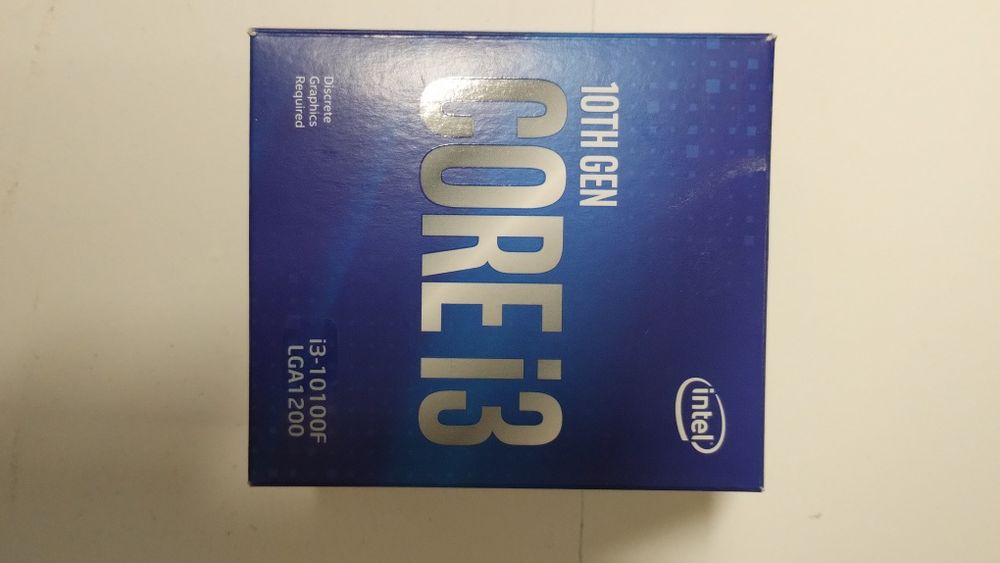 intel
10TH GEN
CORE i3
Discrete
Graphics
Required
i3-10100F
LGA1200